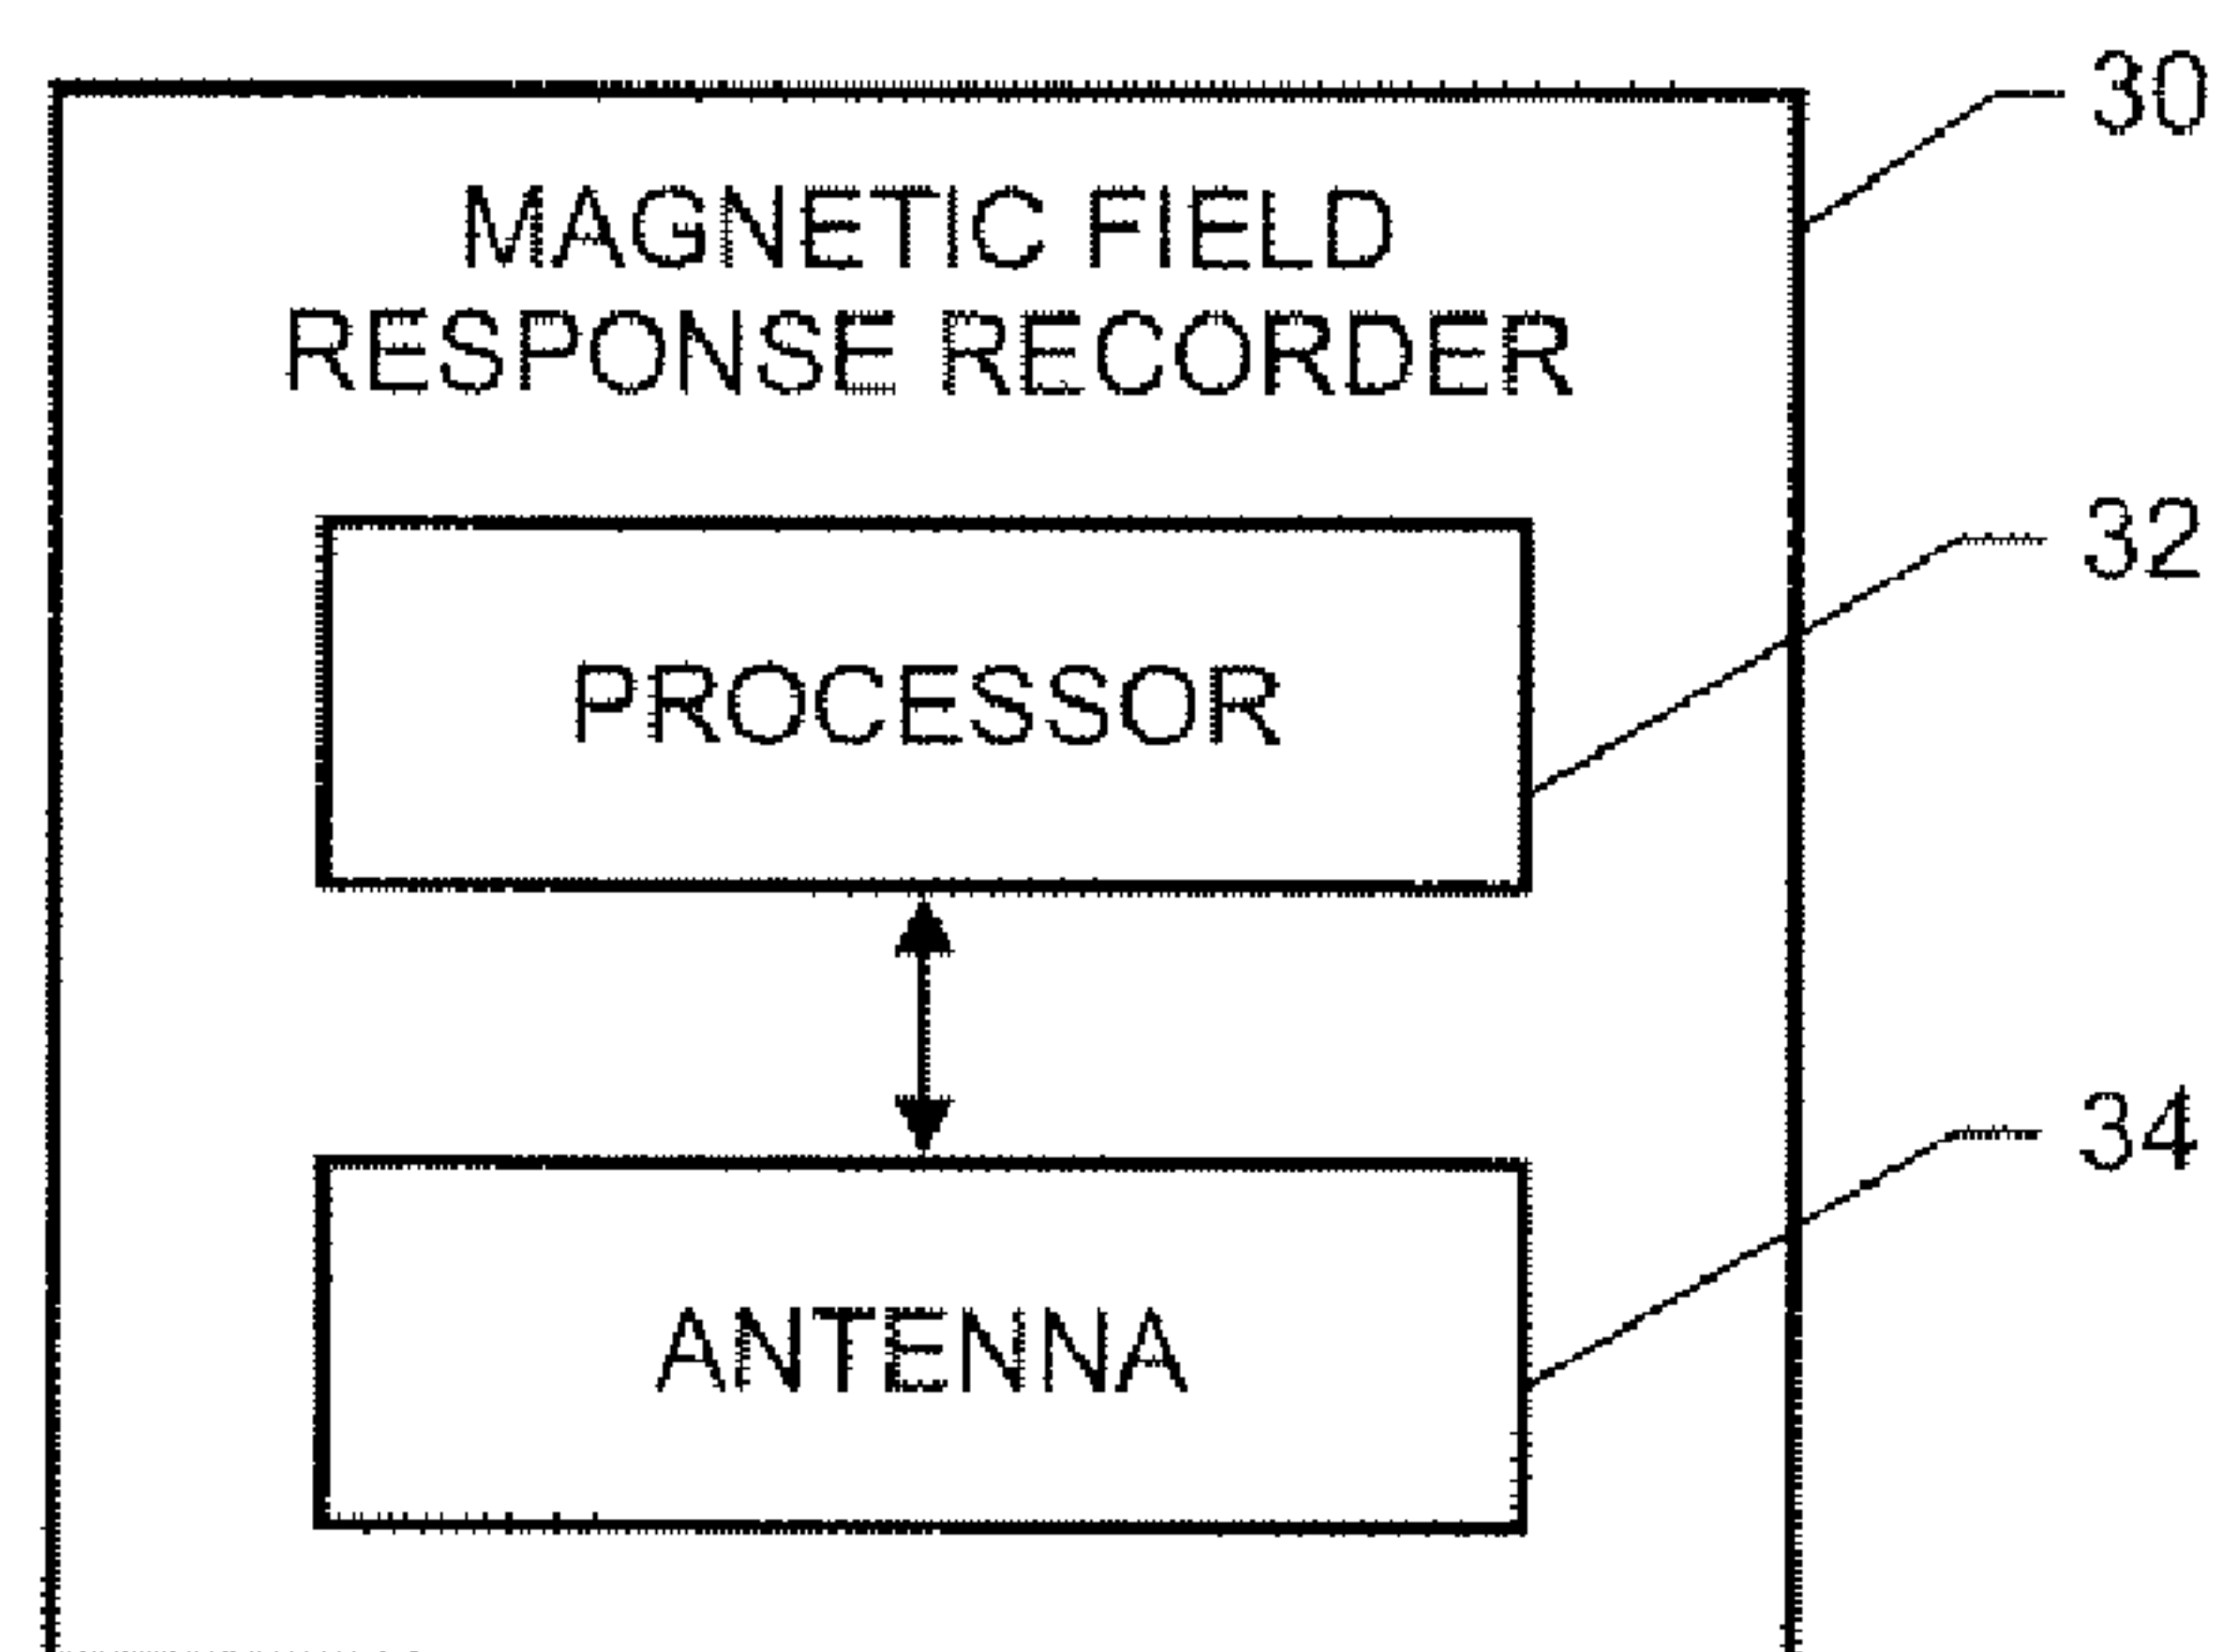 30
MAGNETIC FIELD
RESPONSE RECORDER
32
PROCESSOR
34
ANTENNA